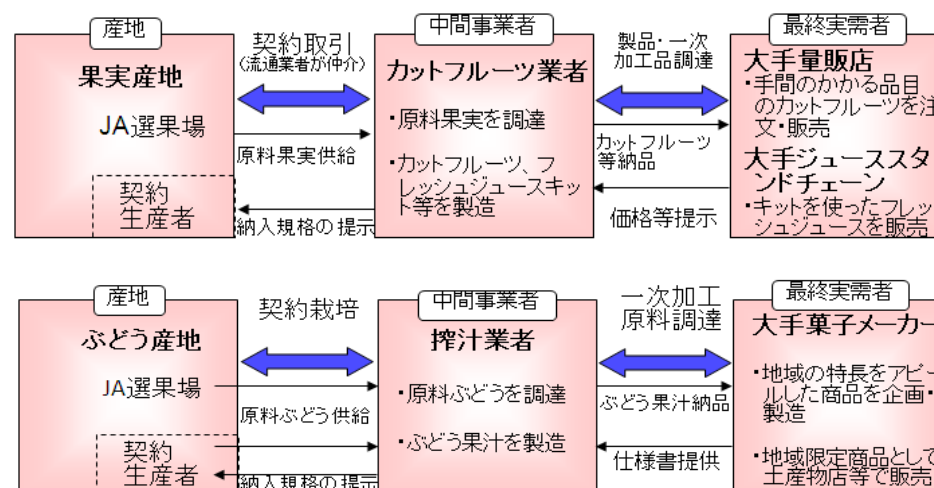 産地
中間事業者
最終実需者
果実産地
JA選果場
契約
生産者
契約取引
(流通業者が仲介)
原料果実供給
納入規格の提示
カットフルーツ業者
・原料果実を調達
・カットフルーツ、フ
レッシュジュースキッ
ト等を製造
製品・一次
加工品調達
カットフルーツ
等納品
価格等提示
大手量販店
・手間のかかる品目
のカットフルーツを注
文・販売
大手ジューススタ
ンドチェーン
・キットを使ったフレッ
シュジュースを販売
産地
中間事業者
最終実需者
ぶどう産地
JA選果場
契約
生産者
契約栽培
原料ぶどう供給
納入規格の提示
搾汁業者
・原料ぶどうを調達
・ぶどう果汁を製造
一次加工
原料調達
ぶどう果汁納品
仕様書提供
大手菓子メーカー
・地域の特長をアピー
ルした商品を企画・
製造
・地域限定商品として
土産物店等で販売